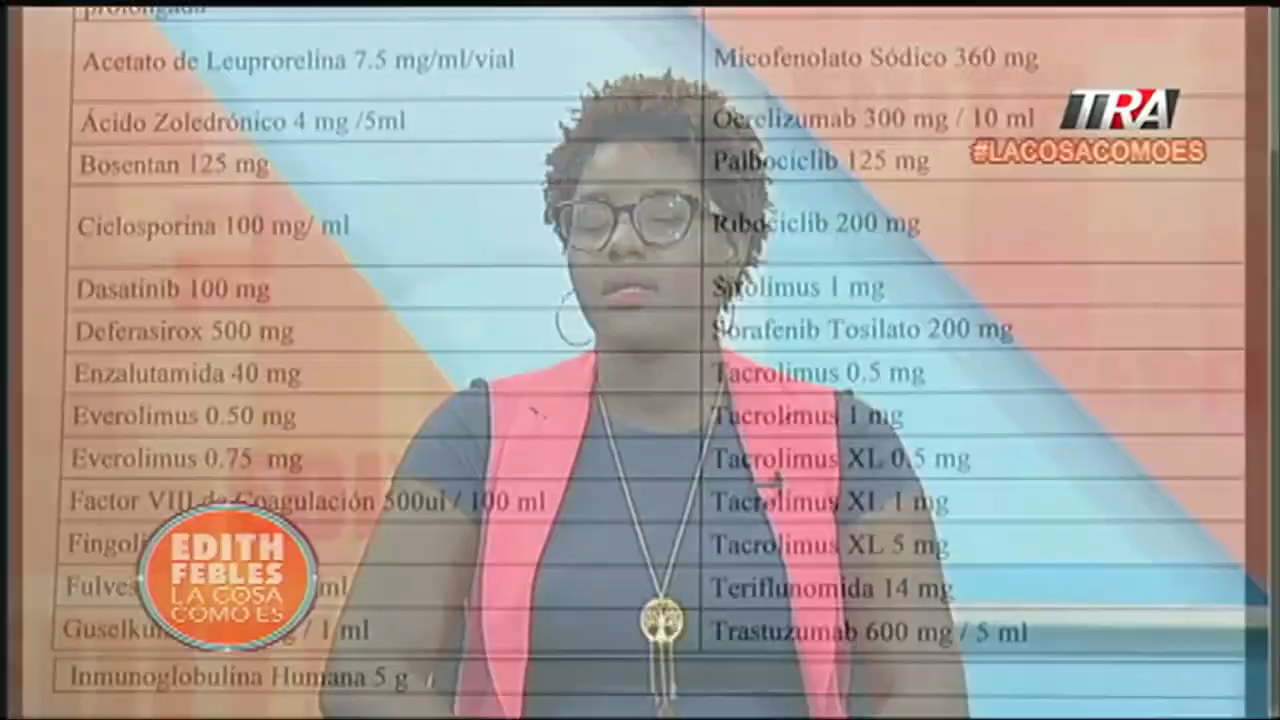 prolongada
Acetato de Leuprorelina 7.5 mg/ml/vial
Ácido Zoledrónico 4 mg /5ml
Bosentan 125 mg
Ciclosporina 100 mg/ ml
Dasatinib 100 mg
Deferasirox 500 mg
Enzalutamida 40 mg
Everolimus 0.50 mg
Everolimus 0.75 mg
Factor VIII de Coagulación 500ui / 100 ml
ml
/ 1 ml
Inmunoglobulina Humana 5 g
Micofenolato Sódico 360 mg
Ocrelizumab 300 mg / 10 ml
Palbociclib 125 mg
Ribociclib 200 mg
Sirolimus 1 mg
Sorafenib Tosilato 200 mg
Tacrolimus 0.5 mg
Tacrolimus 1 mg
Tacrolimus XL 0.5 mg
Tacrolimus XL 1 mg
Tacrolimus XL 5 mg
Teriflunomida 14 mg
Trastuzumab 600 mg / 5 ml
TRA
#LACOSACOMOES
EDITH
FEBLES
LA COSA
COMO ES